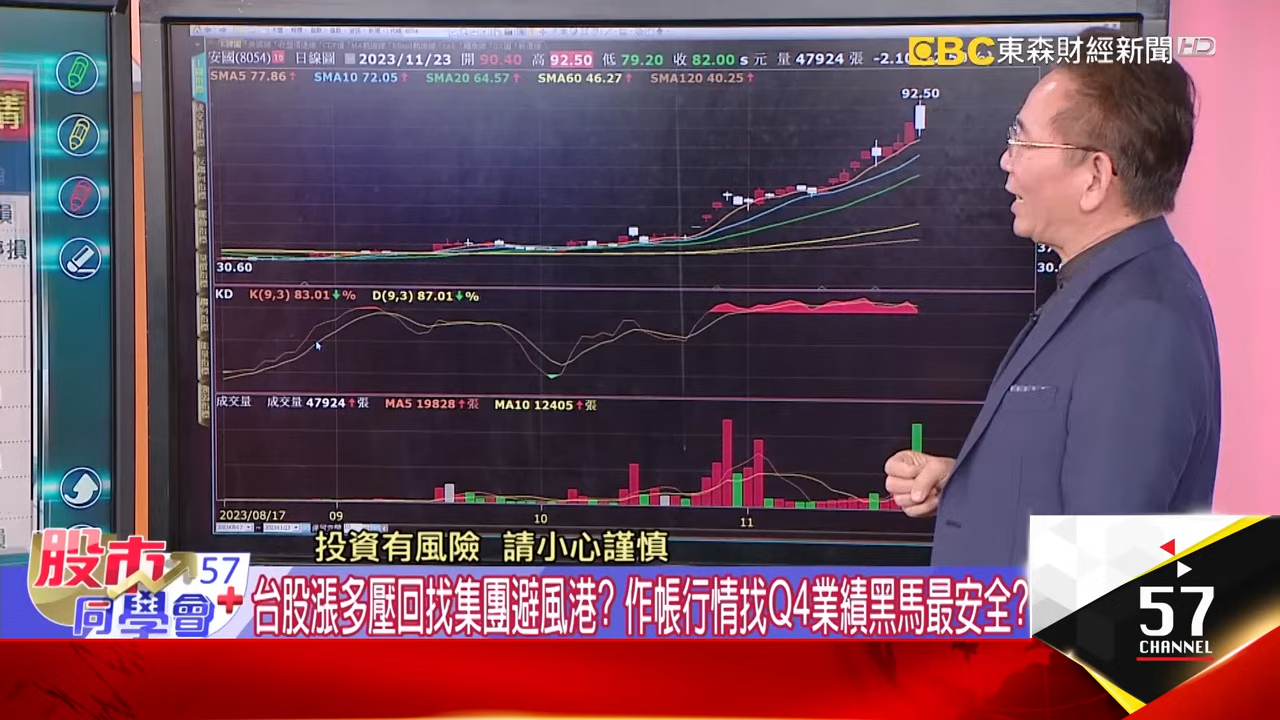 EBC 東森財經新聞 HD
安國(8054) 日線圖 2023/11/23 開 90.40 高 92.50 低 79.20 收 82.00 s 元 量 47924 張 -2.10
SMA5 77.86↑ SMA10 72.05↑ SMA20 64.57↑ SMA60 46.27↑ SMA120 40.25↑
92.50
30.60
KD K(9,3) 83.01↓% D(9,3) 87.01↓%
成交量 成交量 47924↑張 MA5 19828↑張 MA10 12405↑張
2023/08/17 09 10 11
投資有風險 請小心謹慎
股市同學會 57+
台股漲多壓回找集團避風港? 作帳行情找Q4業績黑馬最安全?
57
CHANNEL